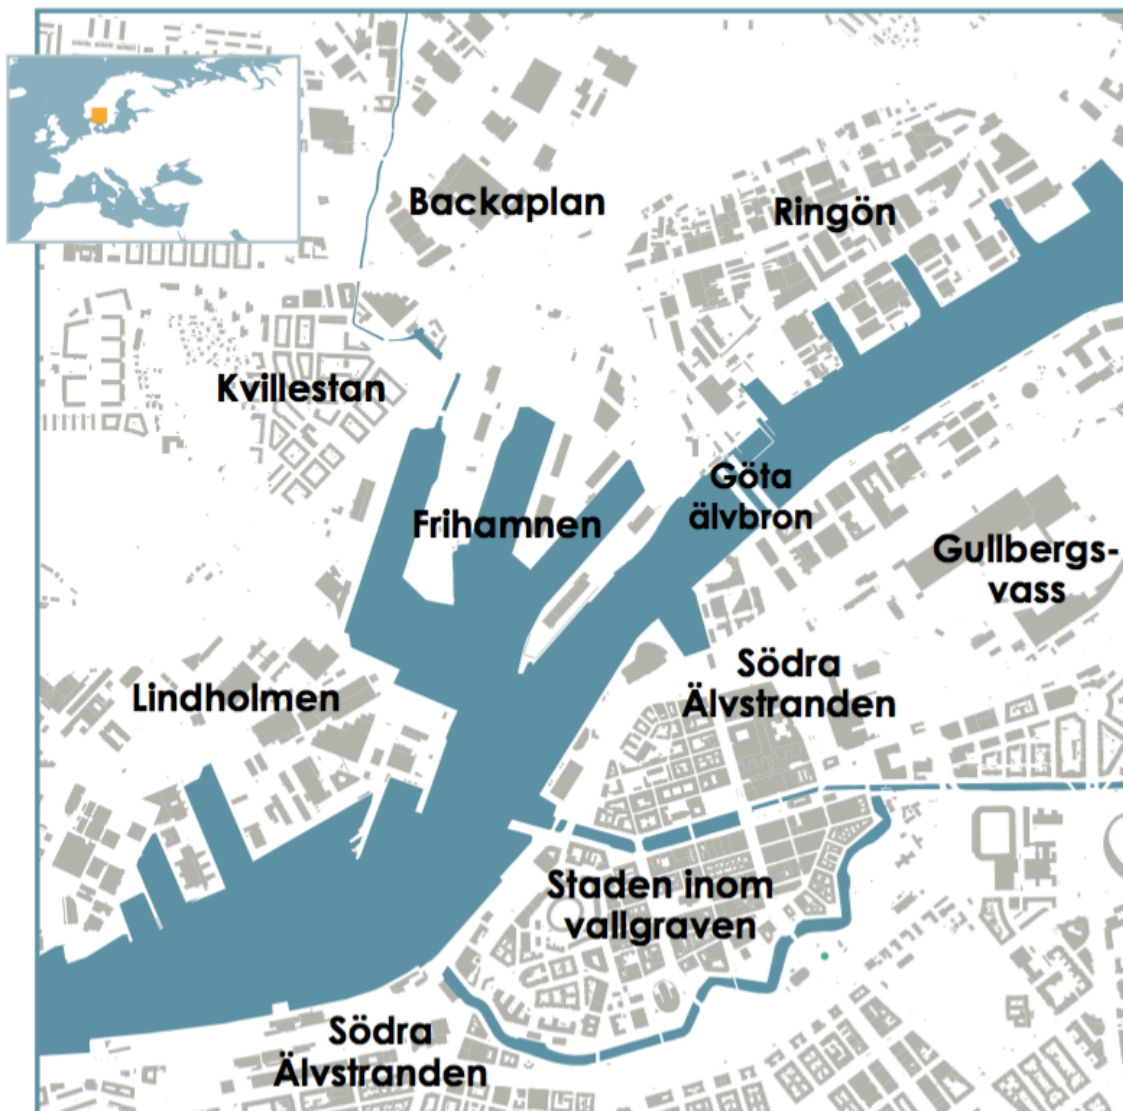 Backaplan
Ringön
Kvillestan
Göta
älvbron
Frihamnen
Gullbergs-
vass
Södra
Älvstranden
Lindholmen
Staden inom
vallgraven
Södra
Älvstranden